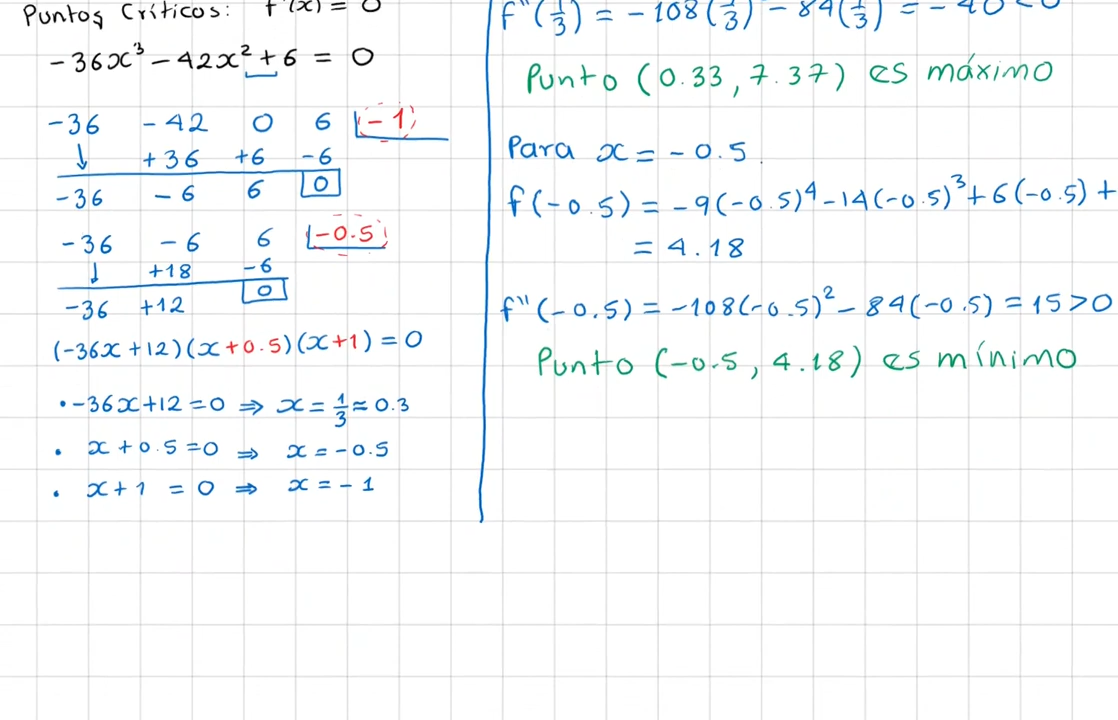 Puntos Críticos: f'(x) = 0
-36x³ - 42x² + 6 = 0
-36 -42 0 6 |-1
↓ +36 +6 -6
-36 -6 6 0
-36 -6 6 |-0.5
↓ +18 -6
-36 +12 0
(-36x+12)(x+0.5)(x+1) = 0
• -36x+12=0 ⇒ x = 1/3 ≈ 0.3
• x+0.5=0 ⇒ x = -0.5
• x+1 = 0 ⇒ x = -1
f''(1/3) = -108(1/3)² - 84(1/3) = -40 < 0
Punto (0.33, 7.37) es máximo
Para x = -0.5.
f(-0.5) = -9(-0.5)⁴ - 14(-0.5)³ + 6(-0.5) +
= 4.18
f''(-0.5) = -108(-0.5)² - 84(-0.5) = 15 > 0
Punto (-0.5, 4.18) es mínimo